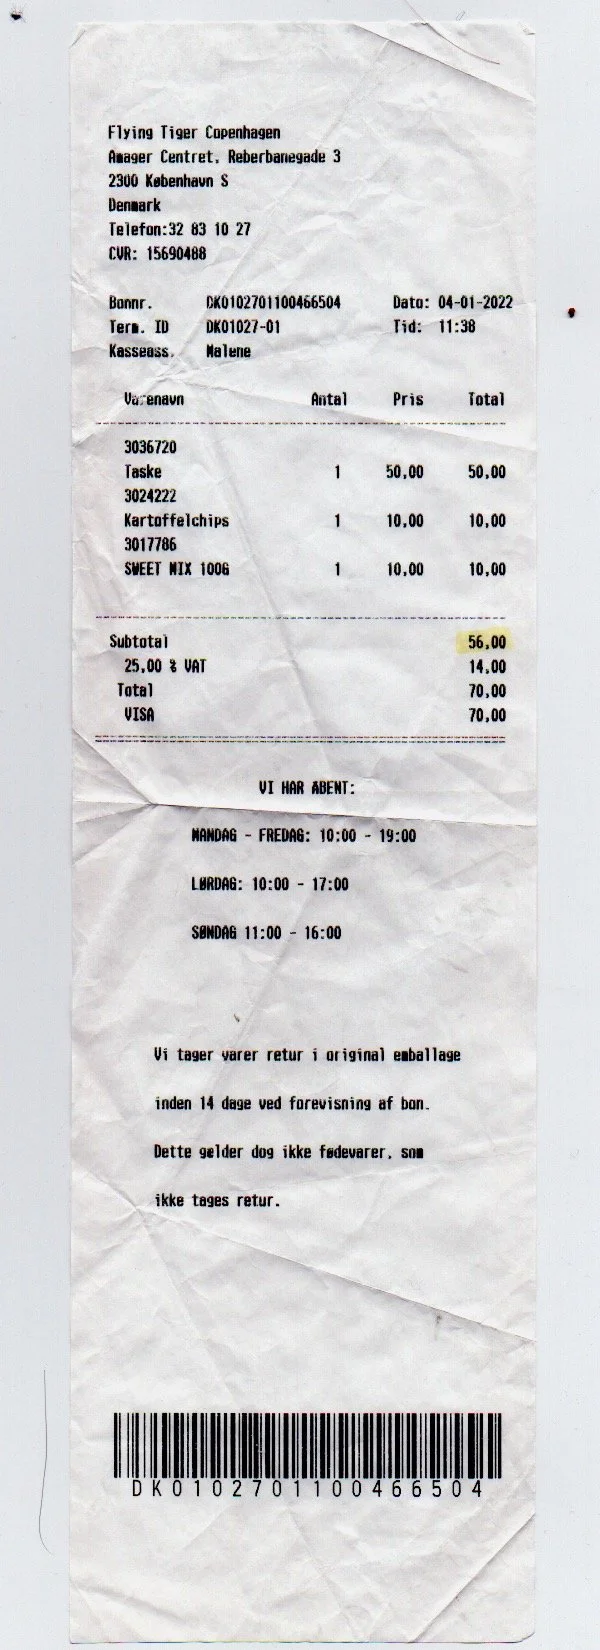 Flying Tiger Copenhagen
Amager Centret, Reberbanegade 3
2300 København S
Denmark
Telefon:32 83 10 27
CVR: 15690488
Bonnr. DK0102701100466504 Dato: 04-01-2022
Term. ID DK01027-01 Tid: 11:38
Kasseass. Malene
Varenavn Antal Pris Total
3036720
Taske 1 50,00 50,00
3024222
Kartoffelchips 1 10,00 10,00
3017786
SWEET MIX 100G 1 10,00 10,00
Subtotal 56,00
25,00 % VAT 14,00
Total 70,00
VISA 70,00
VI HAR ÅBENT:
MANDAG - FREDAG: 10:00 - 19:00
LØRDAG: 10:00 - 17:00
SØNDAG 11:00 - 16:00
Vi tager varer retur i original emballage
inden 14 dage ved forevisning af bon.
Dette gælder dog ikke fødevarer, som
ikke tages retur.
DK0102701100466504